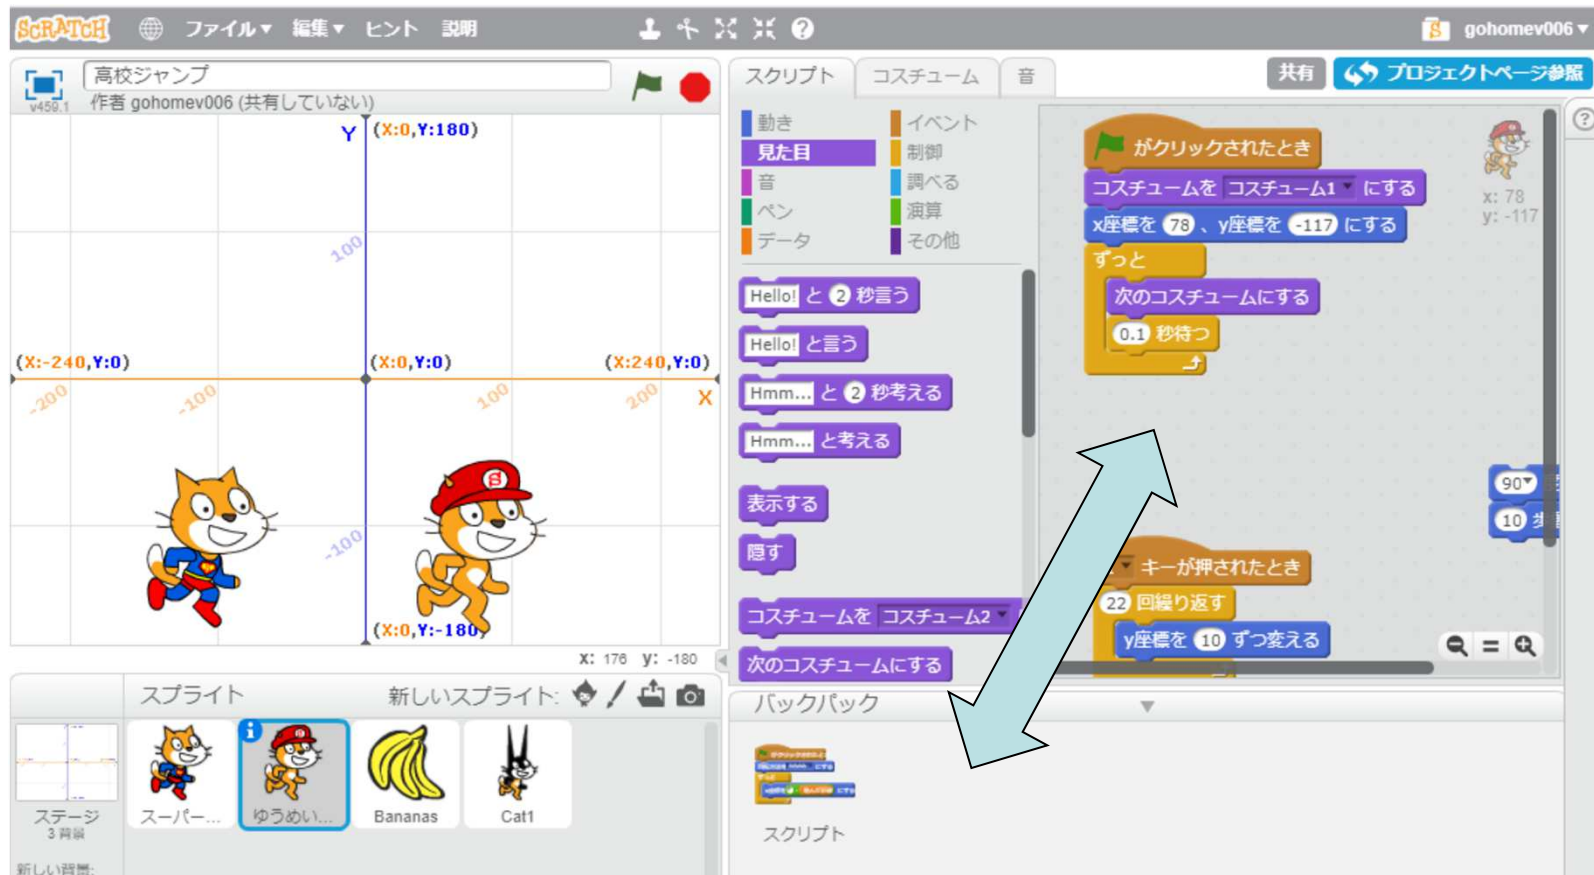 SCRATCH
ファイル▼ 編集▼ ヒント 説明
gohomev006▼
高校ジャンプ
作者 gohomev006 (共有していない)
v459.1
スクリプト コスチューム 音
共有 プロジェクトページ参照
Y
(X:0,Y:180)
100
(X:-240,Y:0)
(X:0,Y:0)
(X:240,Y:0)
-200
-100
100
200
X
-100
(X:0,Y:-180)
X: 176 y: -180
動き
見た目
音
ペン
データ
イベント
制御
調べる
演算
その他
Hello! と 2 秒言う
Hello! と言う
Hmm... と 2 秒考える
Hmm... と考える
表示する
隠す
コスチュームを コスチューム2▼
次のコスチュームにする
がクリックされたとき
コスチュームを コスチューム1▼ にする
x座標を 78 、y座標を -117 にする
ずっと
次のコスチュームにする
0.1 秒待つ
x: 78
y: -117
90▼
10 歩
キーが押されたとき
22 回繰り返す
y座標を 10 ずつ変える
スプライト 新しいスプライト:
ステージ
3 背景
新しい背景:
スーパー...
ゆうめい...
Bananas
Cat1
バックパック
スクリプト